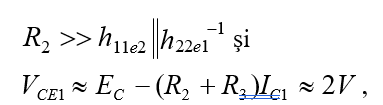 R₂ >> h₁₁ₑ₂ ‖ h₂₂ₑ₁⁻¹ şi
V_CE1 ≈ E_C − (R₂ + R₃)I_C1 ≈ 2V ,